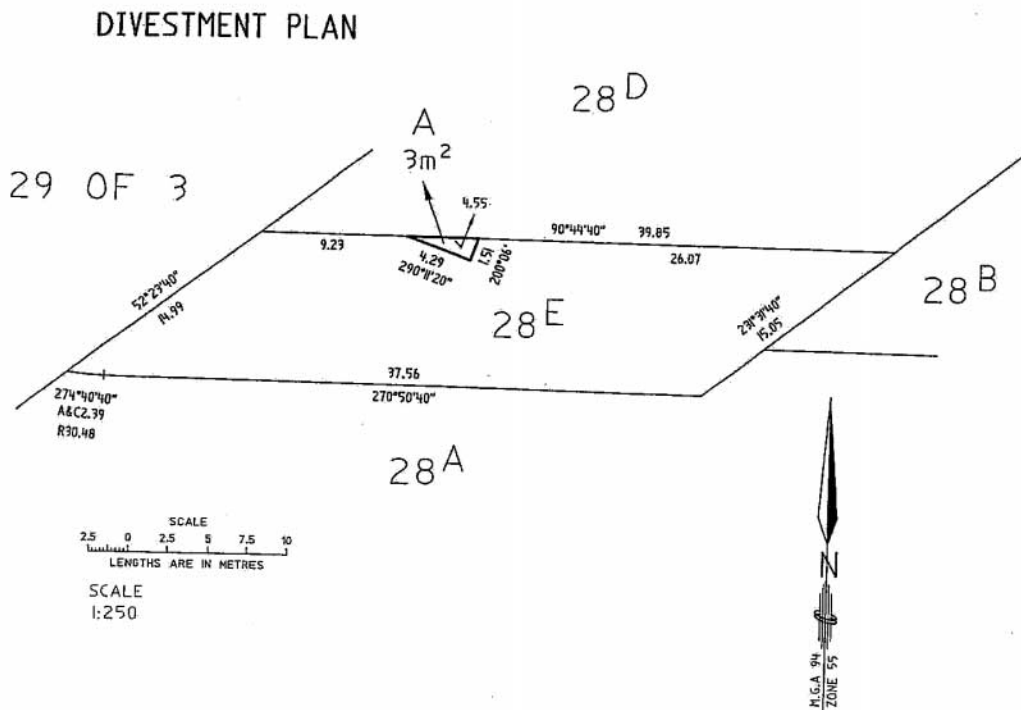 DIVESTMENT PLAN
28 D
A
3m²
29 OF 3
4.55
90°44'40" 39.85
9.23
4.29
290°11'20"
1.51
200°06'
26.07
28 B
52°23'40"
14.99
28 E
231°31'40"
15.05
37.56
270°50'40"
274°40'40"
A&C2.39
R30.48
28 A
SCALE
2.5 0 2.5 5 7.5 10
LENGTHS ARE IN METRES
SCALE
1:250
N
M.G.A 94
ZONE 55